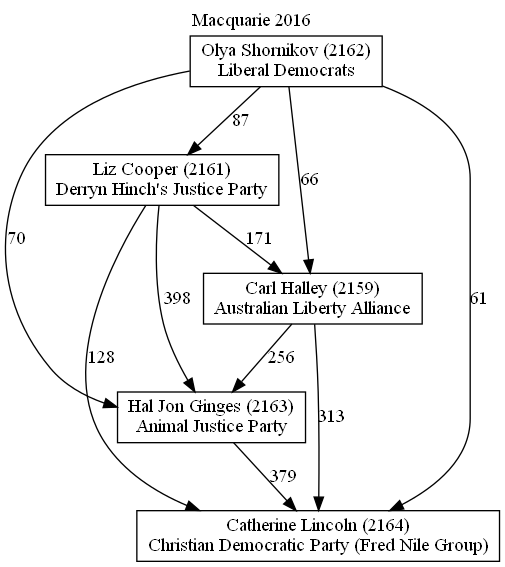 Macquarie 2016
Olya Shornikov (2162)
Liberal Democrats
87
Liz Cooper (2161)
Derryn Hinch's Justice Party
66
70
171
61
398
Carl Halley (2159)
Australian Liberty Alliance
128
256
313
Hal Jon Ginges (2163)
Animal Justice Party
379
Catherine Lincoln (2164)
Christian Democratic Party (Fred Nile Group)